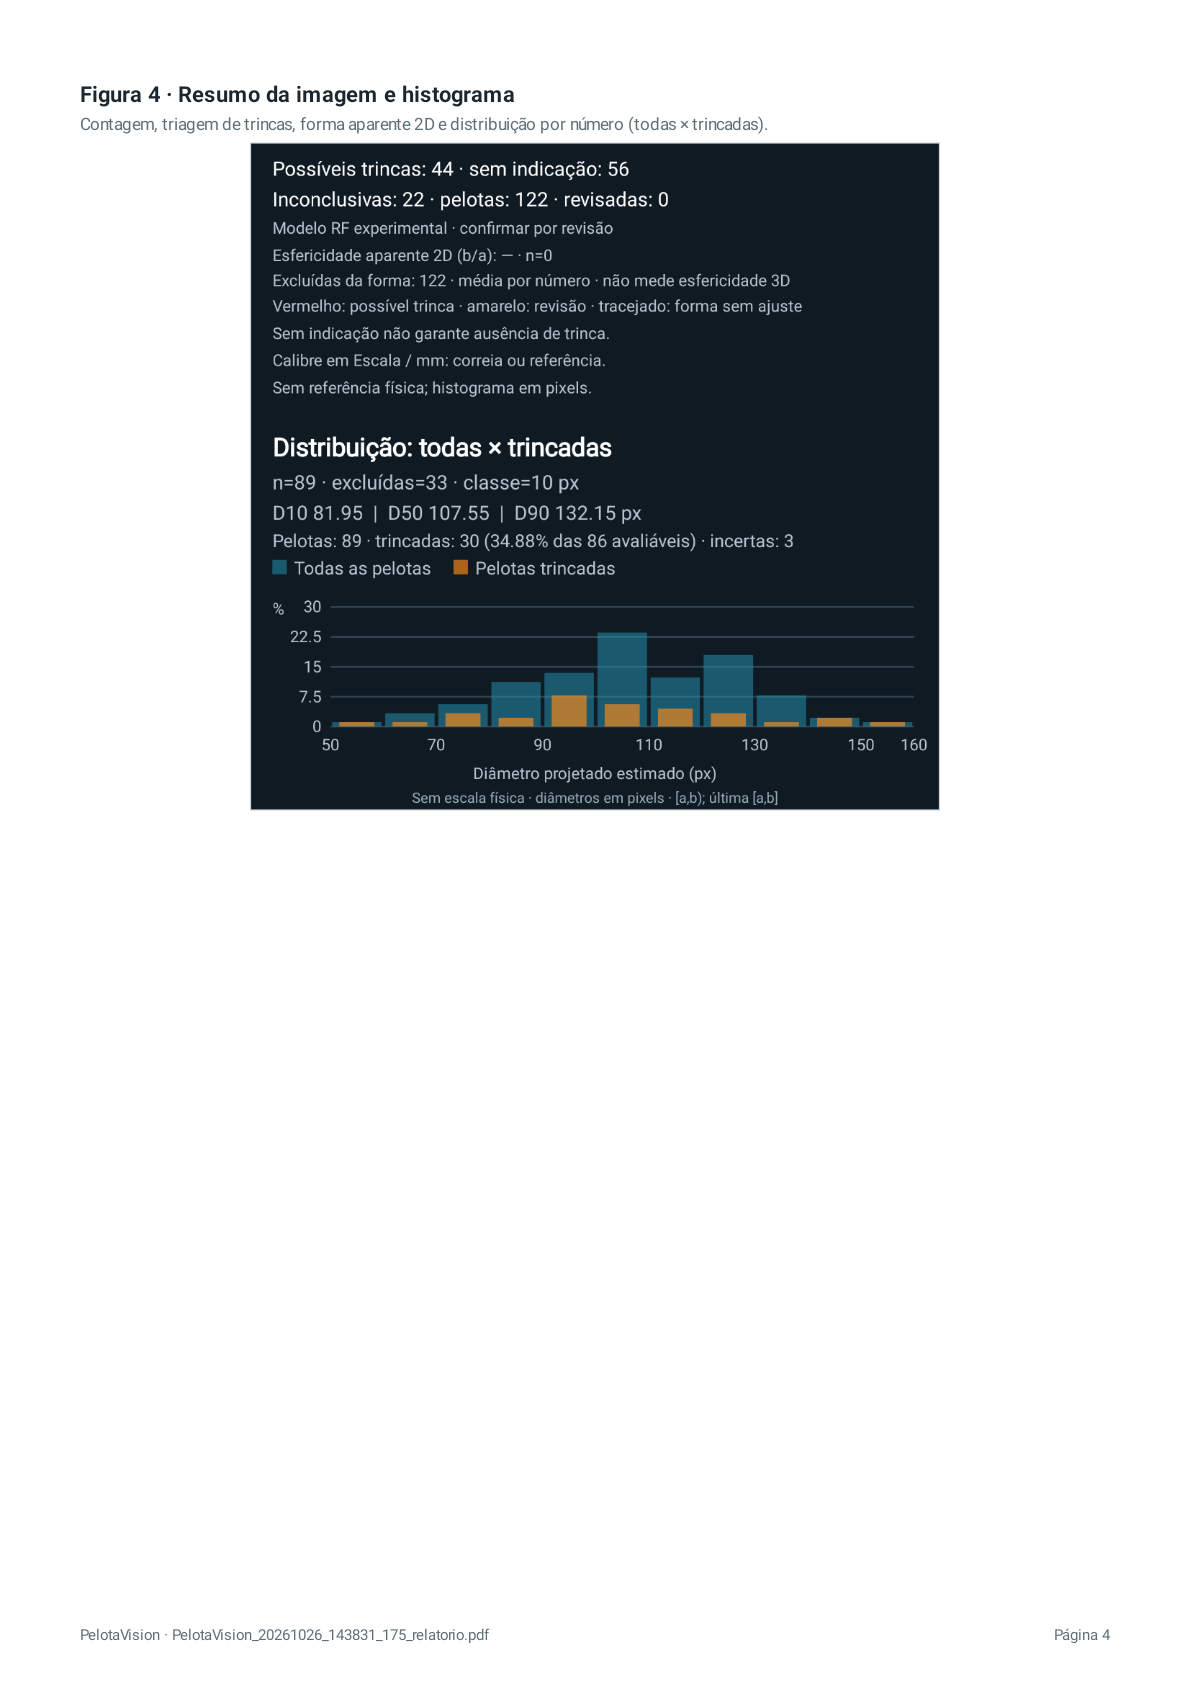 Figura 4 · Resumo da imagem e histograma
Contagem, triagem de trincas, forma aparente 2D e distribuição por número (todas × trincadas).
Possíveis trincas: 44 · sem indicação: 56
Inconclusivas: 22 · pelotas: 122 · revisadas: 0
Modelo RF experimental · confirmar por revisão
Esfericidade aparente 2D (b/a): — · n=0
Excluídas da forma: 122 · média por número · não mede esfericidade 3D
Vermelho: possível trinca · amarelo: revisão · tracejado: forma sem ajuste
Sem indicação não garante ausência de trinca.
Calibre em Escala / mm: correia ou referência.
Sem referência física; histograma em pixels.
Distribuição: todas × trincadas
n=89 · excluídas=33 · classe=10 px
D10 81.95 | D50 107.55 | D90 132.15 px
Pelotas: 89 · trincadas: 30 (34.88% das 86 avaliáveis) · incertas: 3
Todas as pelotas Pelotas trincadas
% 30
22.5
15
7.5
0
50 70 90 110 130 150 160
Diâmetro projetado estimado (px)
Sem escala física · diâmetros em pixels · [a,b); última [a,b]
PelotaVision · PelotaVision_20261026_143831_175_relatorio.pdf Página 4